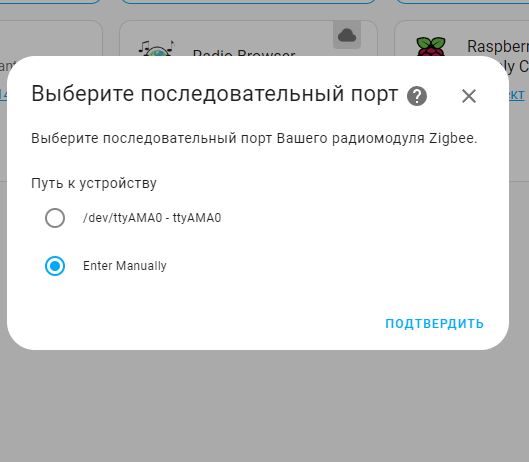 Radio Browser
Raspberr
Выберите последовательный порт
Выберите последовательный порт Вашего радиомодуля Zigbee.
Путь к устройству
/dev/ttyAMA0 - ttyAMA0
Enter Manually
ПОДТВЕРДИТЬ